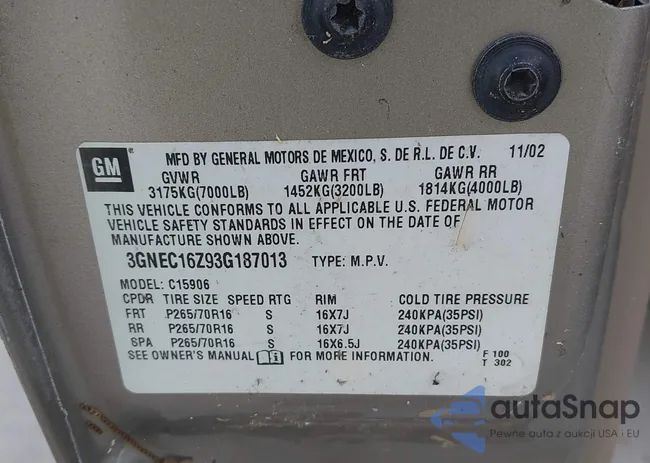 GM
MFD BY GENERAL MOTORS DE MEXICO, S. DE R.L. DE C.V. 11/02
GVWR GAWR FRT GAWR RR
3175KG(7000LB) 1452KG(3200LB) 1814KG(4000LB)
THIS VEHICLE CONFORMS TO ALL APPLICABLE U.S. FEDERAL MOTOR
VEHICLE SAFETY STANDARDS IN EFFECT ON THE DATE OF
MANUFACTURE SHOWN ABOVE.
3GNEC16Z93G187013 TYPE: M.P.V.
MODEL: C15906
CPDR TIRE SIZE SPEED RTG RIM COLD TIRE PRESSURE
FRT P265/70R16 S 16X7J 240KPA(35PSI)
RR P265/70R16 S 16X7J 240KPA(35PSI)
SPA P265/70R16 S 16X6.5J 240KPA(35PSI)
SEE OWNER'S MANUAL FOR MORE INFORMATION.
F 100
T 302
autaSnap
Pewne auta z aukcji USA i EU